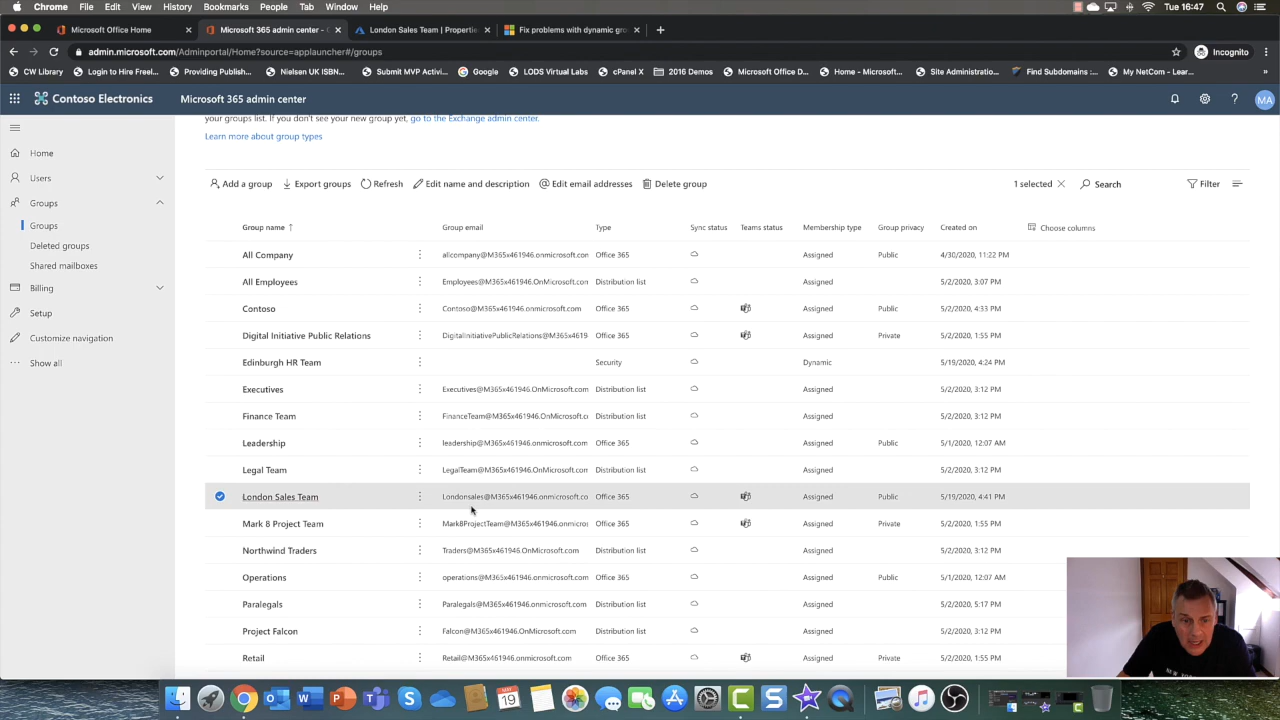 Chrome File Edit View History Bookmarks People Tab Window Help
Microsoft Office Home
Microsoft 365 admin center -
London Sales Team | Propertie
Fix problems with dynamic gro
admin.microsoft.com/Adminportal/Home?source=applauncher#/groups
Incognito
CW Library
Login to Hire Freel...
Providing Publish...
Nielsen UK ISBN...
Submit MVP Activi...
Google
LODS Virtual Labs
cPanel X
2016 Demos
Microsoft Office D...
Home - Microsoft...
Site Administratio...
Find Subdomains...
My NetCom - Lear...
Contoso Electronics
Microsoft 365 admin center
MA
your groups list. If you don't see your new group yet, go to the Exchange admin center.
Learn more about group types
Home
Users
Groups
Groups
Deleted groups
Shared mailboxes
Billing
Setup
Customize navigation
Show all
Add a group Export groups Refresh Edit name and description Edit email addresses Delete group 1 selected Search Filter
Group name Group email Type Sync status Teams status Membership type Group privacy Created on Choose columns
All Company allcompany@M365x461946.onmicrosoft.con Office 365 Assigned Public 4/30/2020, 11:22 PM
All Employees Employees@M365x461946.OnMicrosoft.com Distribution list Assigned 5/2/2020, 3:07 PM
Contoso Contoso@M365x461946.onmicrosoft.com Office 365 Assigned Public 5/2/2020, 4:33 PM
Digital Initiative Public Relations DigitalInitiativePublicRelations@M365x4619 Office 365 Assigned Private 5/2/2020, 1:55 PM
Edinburgh HR Team Security Dynamic 5/19/2020, 4:24 PM
Executives Executives@M365x461946.OnMicrosoft.com Distribution list Assigned 5/2/2020, 3:12 PM
Finance Team FinanceTeam@M365x461946.OnMicrosoft.c Distribution list Assigned 5/2/2020, 3:12 PM
Leadership leadership@M365x461946.onmicrosoft.com Office 365 Assigned Public 5/1/2020, 12:07 AM
Legal Team LegalTeam@M365x461946.OnMicrosoft.com Distribution list Assigned 5/2/2020, 3:12 PM
London Sales Team Londonsales@M365x461946.onmicrosoft.co Office 365 Assigned Public 5/19/2020, 4:41 PM
Mark 8 Project Team Mark8ProjectTeam@M365x461946.onmicros Office 365 Assigned Private 5/2/2020, 1:55 PM
Northwind Traders Traders@M365x461946.OnMicrosoft.com Distribution list Assigned 5/2/2020, 3:12 PM
Operations operations@M365x461946.onmicrosoft.com Office 365 Assigned Public 5/1/2020, 12:07 AM
Paralegals Paralegals@M365x461946.onmicrosoft.com Distribution list Assigned 5/2/2020, 5:17 PM
Project Falcon Falcon@M365x461946.OnMicrosoft.com Distribution list Assigned 5/2/2020, 3:12 PM
Retail Retail@M365x461946.onmicrosoft.com Office 365 Assigned Private 5/2/2020, 1:55 PM
MAY
19